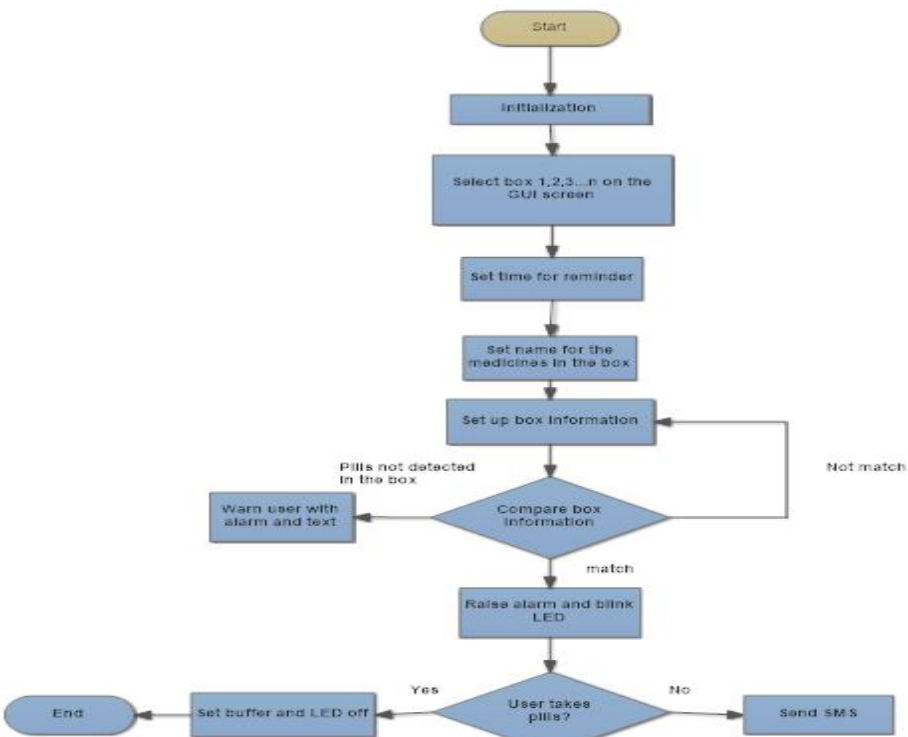 Start
Initialization
Select box 1,2,3...n on the
GUI screen
Set time for reminder
Set name for the
medicines in the box
Set up box information
Pills not detected
in the box
Not match
Warn user with
alarm and text
Compare box
information
match
Raise alarm and blink
LED
Yes
No
End
Set buffer and LED off
User takes
pills?
Send SMS